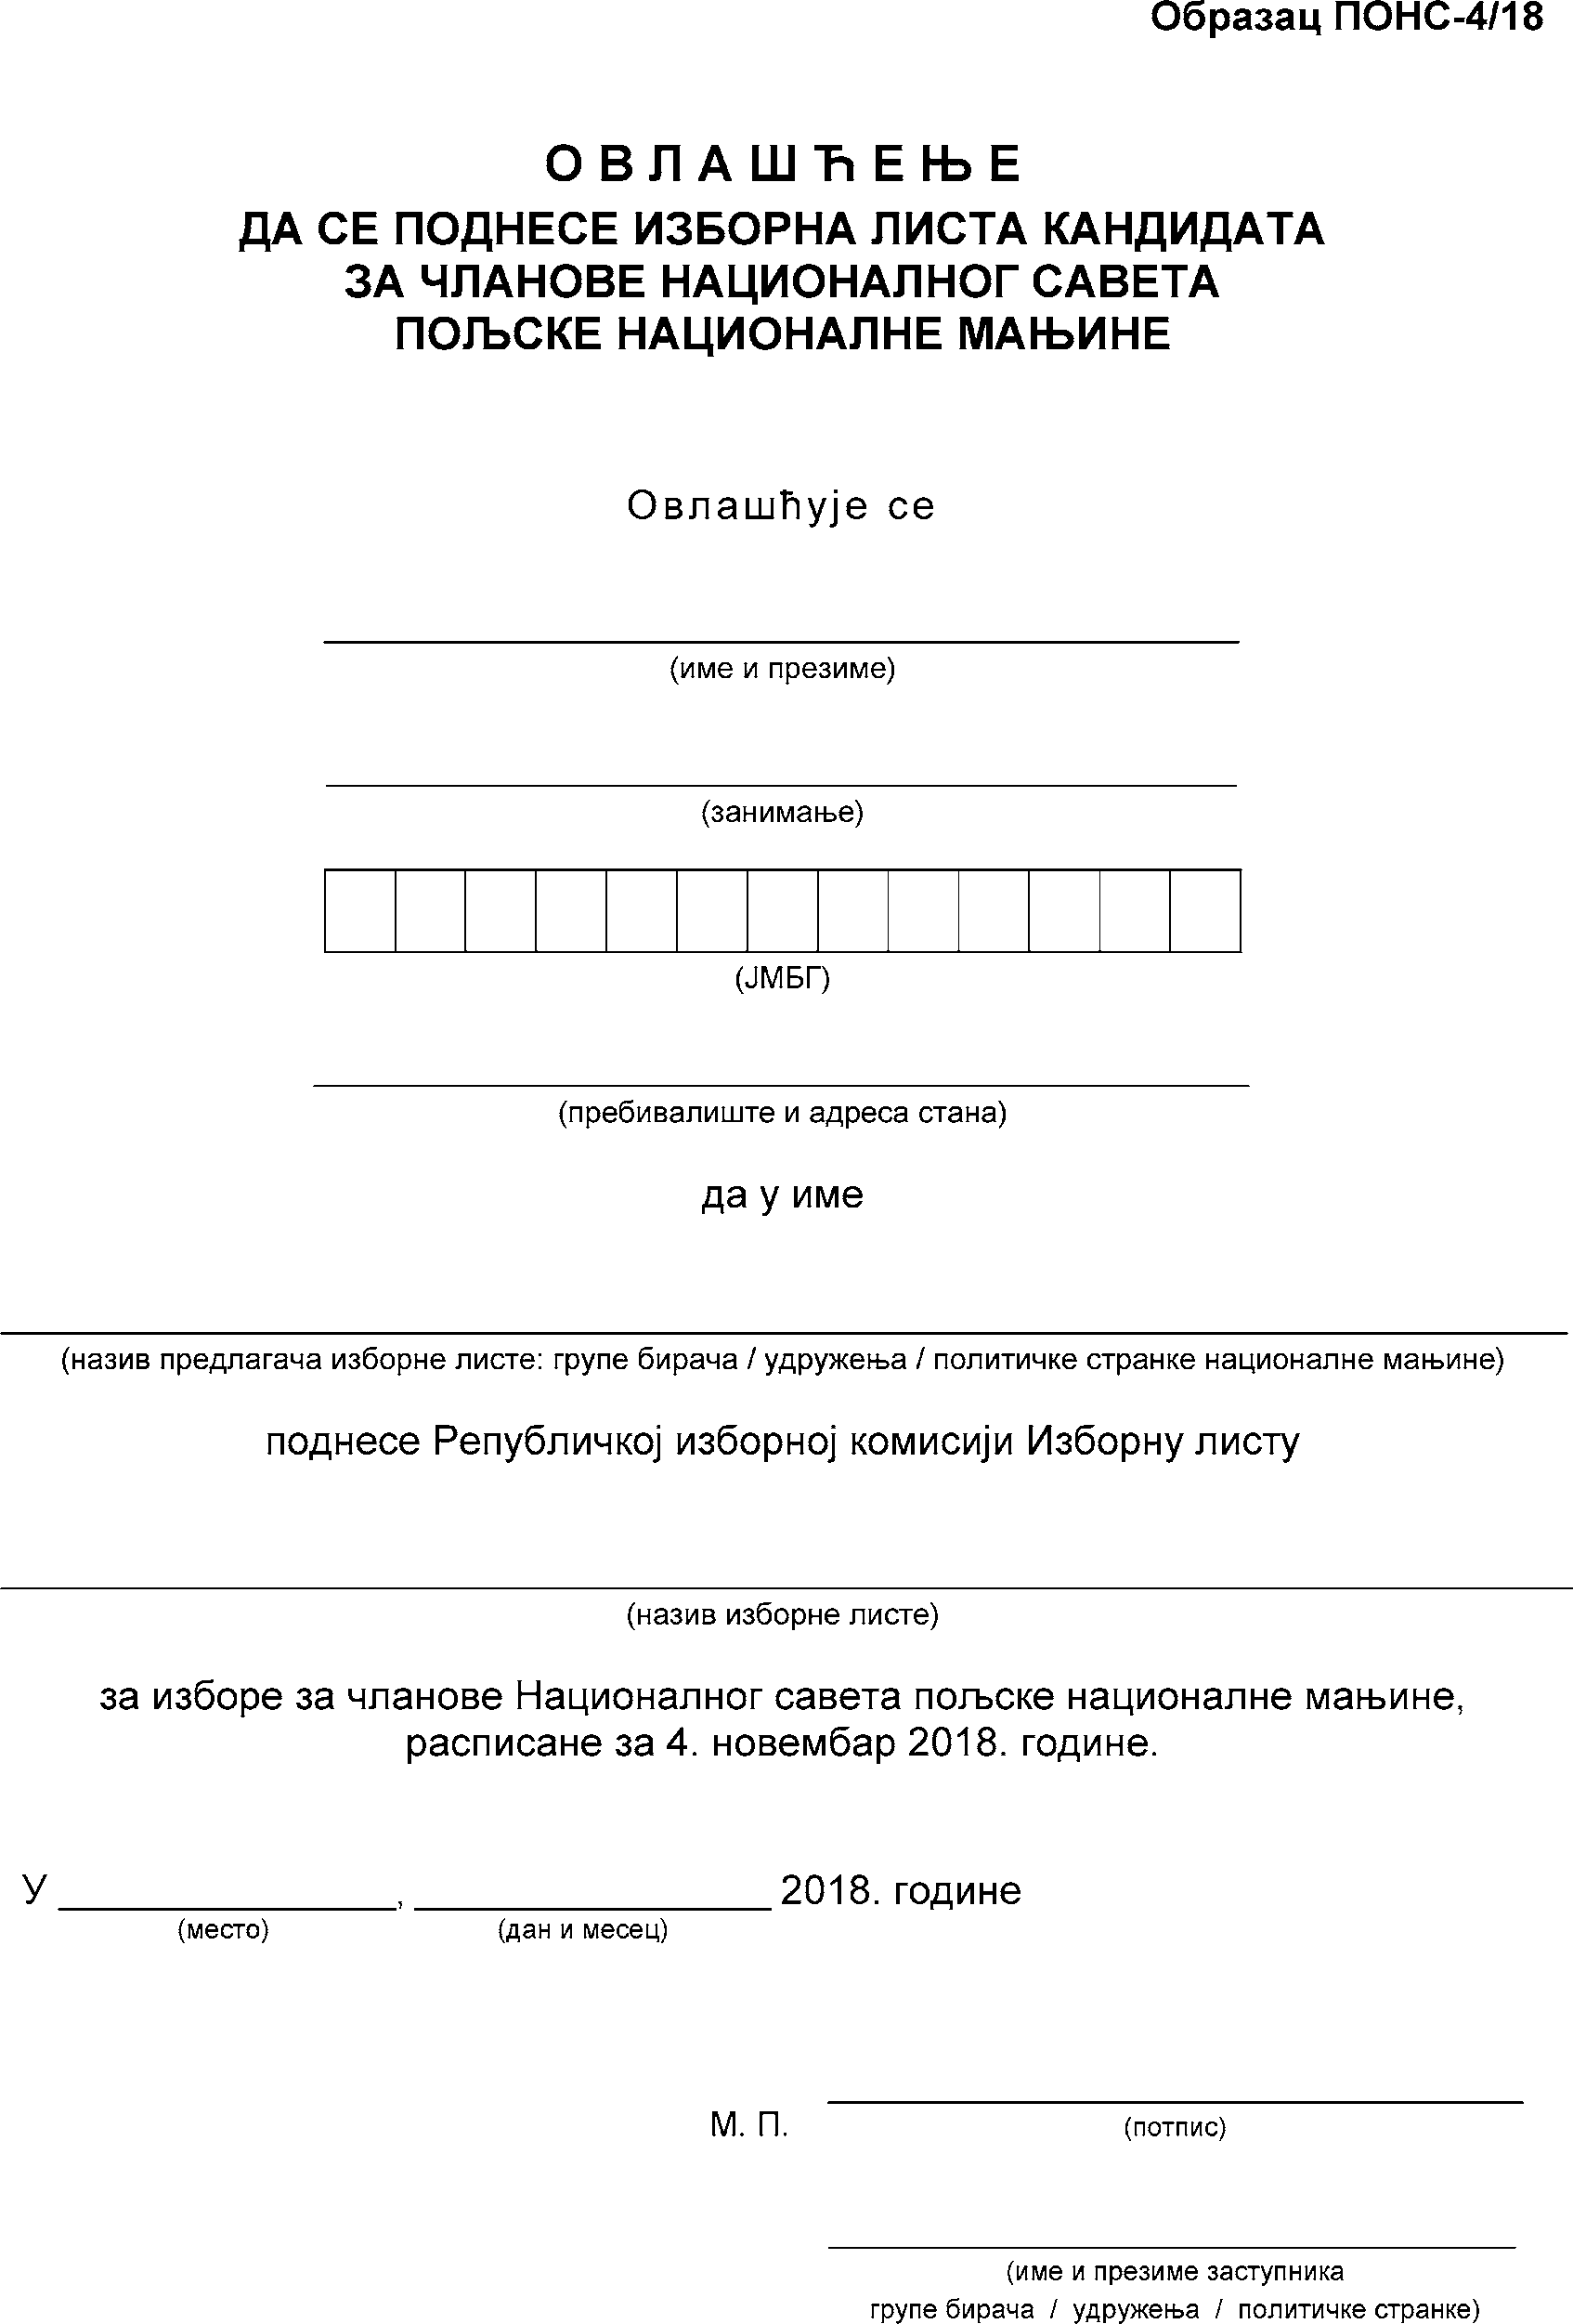 Образац ПОНС-4/18
О В Л А Ш Ћ Е Њ Е
ДА СЕ ПОДНЕСЕ ИЗБОРНА ЛИСТА КАНДИДАТА
ЗА ЧЛАНОВЕ НАЦИОНАЛНОГ САВЕТА
ПОЉСКЕ НАЦИОНАЛНЕ МАЊИНЕ
Овлашћује се
(име и презиме)
(занимање)
(ЈМБГ)
(пребивалиште и адреса стана)
да у име
(назив предлагача изборне листе: групе бирача / удружења / политичке странке националне мањине)
поднесе Републичкој изборној комисији Изборну листу
(назив изборне листе)
за изборе за чланове Националног савета пољске националне мањине,
расписане за 4. новембар 2018. године.
У ________________, ________________ 2018. године
(место) (дан и месец)
М. П.
(потпис)
(име и презиме заступника
групе бирача / удружења / политичке странке)